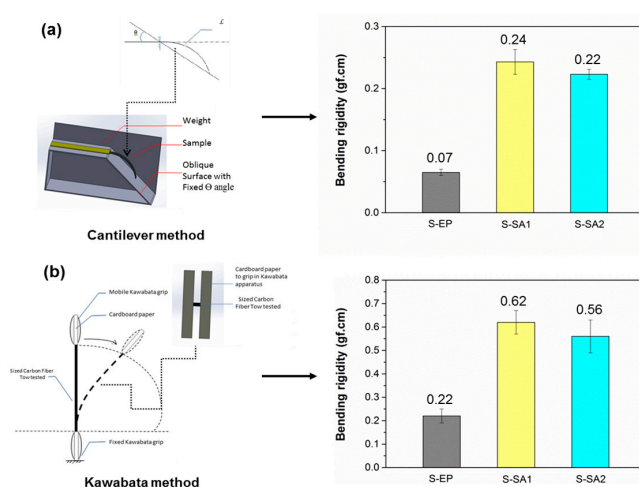 (a)
θ
ℒ
Weight
Sample
Oblique
Surface with
Fixed Θ angle
Cantilever method
Bending rigidity (gf.cm)
0.3
0.2
0.1
0.0
0.07
0.24
0.22
S-EP
S-SA1
S-SA2
(b)
Mobile Kawabata grip
Cardboard paper
Cardboard paper
to grip in Kawabata
apparatus
Sized Carbon
Fiber Tow tested
Sized Carbon Fiber
Tow tested
Fixed Kawabata grip
Kawabata method
Bending rigidity (gf.cm)
0.8
0.7
0.6
0.5
0.4
0.3
0.2
0.1
0.0
0.22
0.62
0.56
S-EP
S-SA1
S-SA2